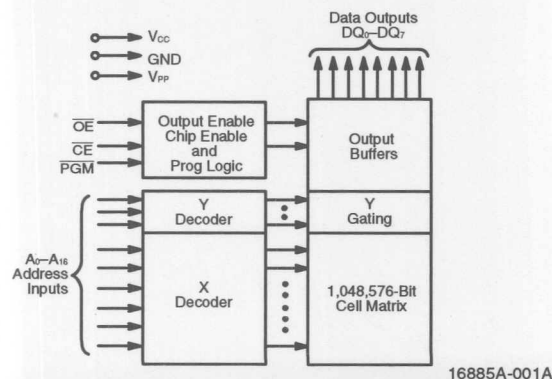 Data Outputs
DQ0–DQ7
VCC
GND
VPP
OE
CE
PGM
Output Enable
Chip Enable
and
Prog Logic
Output
Buffers
Y
Decoder
Y
Gating
A0–A16
Address
Inputs
X
Decoder
1,048,576-Bit
Cell Matrix
16885A-001A